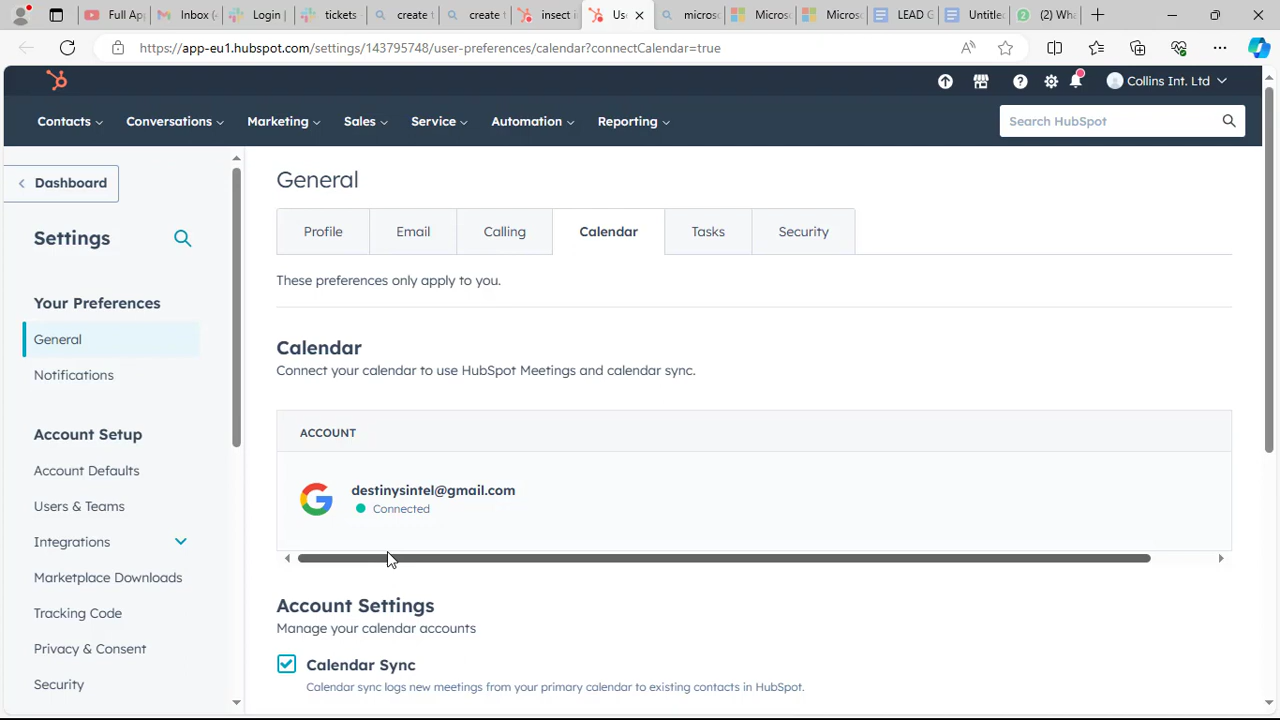 Full App
Inbox (
Login |
tickets
create t
create t
insect i
Us
micros
Micros
Micros
LEAD G
Untitle
(2) Wha
https://app-eu1.hubspot.com/settings/143795748/user-preferences/calendar?connectCalendar=true
Collins Int. Ltd
Contacts
Conversations
Marketing
Sales
Service
Automation
Reporting
Search HubSpot
Dashboard
Settings
Your Preferences
General
Notifications
Account Setup
Account Defaults
Users & Teams
Integrations
Marketplace Downloads
Tracking Code
Privacy & Consent
Security
General
Profile
Email
Calling
Calendar
Tasks
Security
These preferences only apply to you.
Calendar
Connect your calendar to use HubSpot Meetings and calendar sync.
ACCOUNT
destinysintel@gmail.com
Connected
Account Settings
Manage your calendar accounts
Calendar Sync
Calendar sync logs new meetings from your primary calendar to existing contacts in HubSpot.